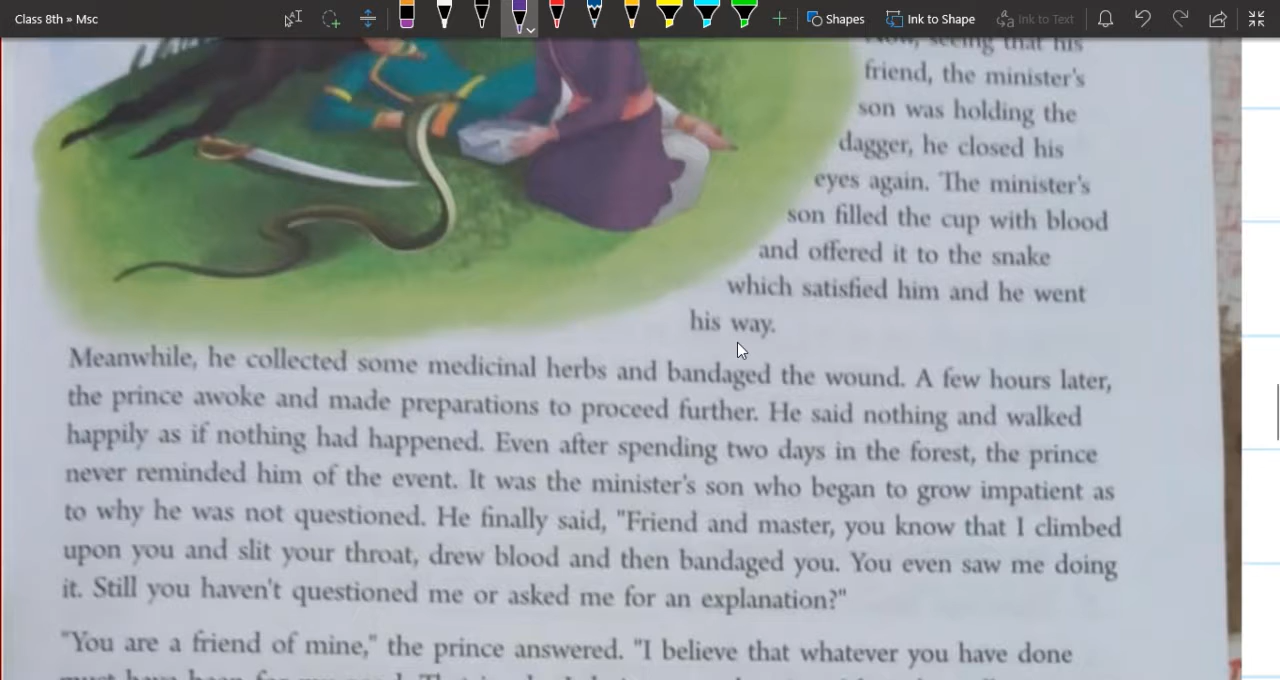 Class 8th » Msc
Shapes
Ink to Shape
Ink to Text
Now, seeing that his
friend, the minister's
son was holding the
dagger, he closed his
eyes again. The minister's
son filled the cup with blood
and offered it to the snake
which satisfied him and he went
his way.
Meanwhile, he collected some medicinal herbs and bandaged the wound. A few hours later,
the prince awoke and made preparations to proceed further. He said nothing and walked
happily as if nothing had happened. Even after spending two days in the forest, the prince
never reminded him of the event. It was the minister's son who began to grow impatient as
to why he was not questioned. He finally said, "Friend and master, you know that I climbed
upon you and slit your throat, drew blood and then bandaged you. You even saw me doing
it. Still you haven't questioned me or asked me for an explanation?"
"You are a friend of mine," the prince answered. "I believe that whatever you have done